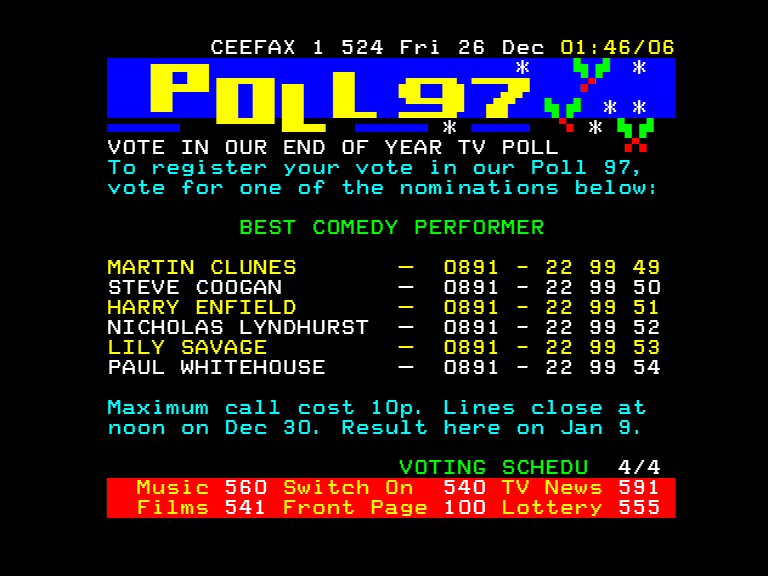 CEEFAX 1 524 Fri 26 Dec 01:46/06
POLL 97
VOTE IN OUR END OF YEAR TV POLL
To register your vote in our Poll 97,
vote for one of the nominations below:
BEST COMEDY PERFORMER
MARTIN CLUNES – 0891 - 22 99 49
STEVE COOGAN – 0891 - 22 99 50
HARRY ENFIELD – 0891 - 22 99 51
NICHOLAS LYNDHURST – 0891 - 22 99 52
LILY SAVAGE – 0891 - 22 99 53
PAUL WHITEHOUSE – 0891 - 22 99 54
Maximum call cost 10p. Lines close at
noon on Dec 30. Result here on Jan 9.
VOTING SCHEDU 4/4
Music 560 Switch On 540 TV News 591
Films 541 Front Page 100 Lottery 555